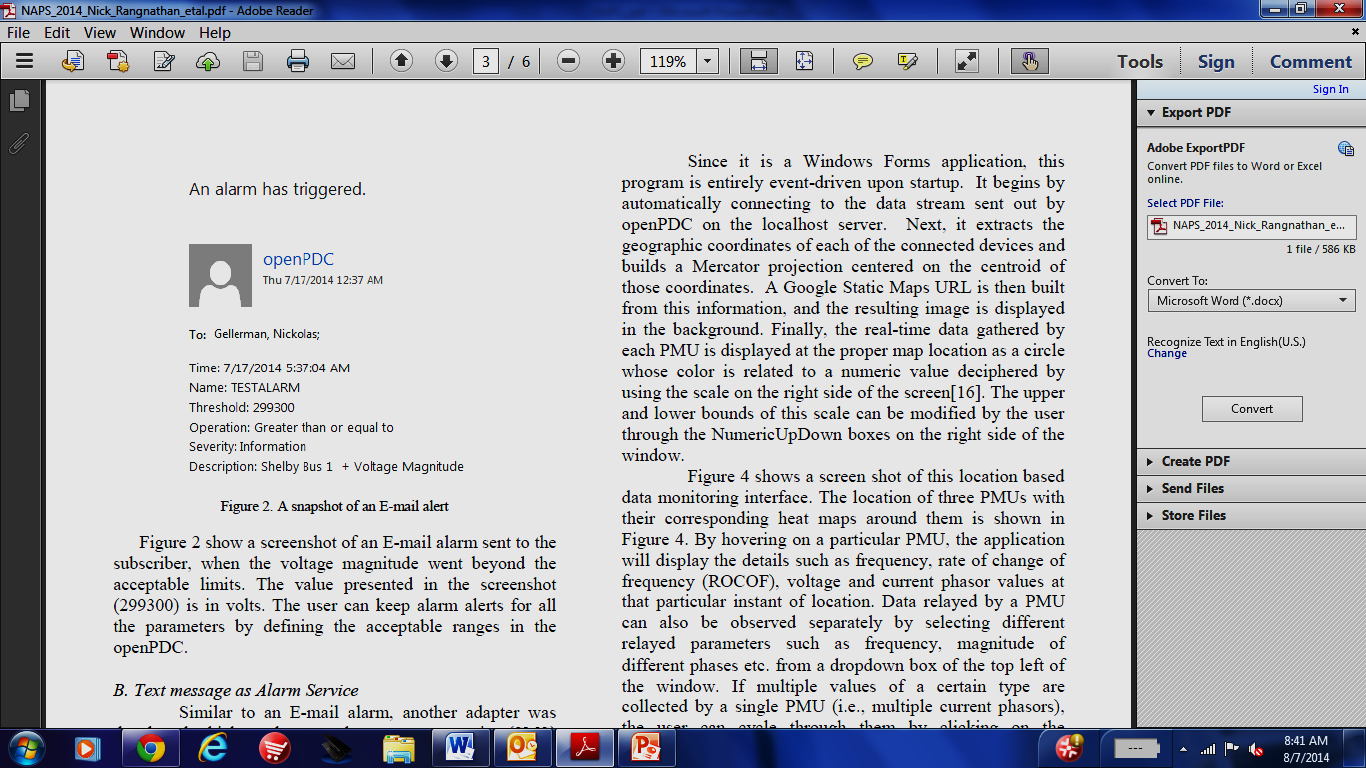 NAPS_2014_Nick_Rangnathan_etal.pdf - Adobe Reader
File Edit View Window Help
3 / 6
119%
Tools Sign Comment
An alarm has triggered.
openPDC
Thu 7/17/2014 12:37 AM
To: Gellerman, Nickolas;
Time: 7/17/2014 5:37:04 AM
Name: TESTALARM
Threshold: 299300
Operation: Greater than or equal to
Severity: Information
Description: Shelby Bus 1 + Voltage Magnitude
Figure 2. A snapshot of an E-mail alert
Figure 2 show a screenshot of an E-mail alarm sent to the
subscriber, when the voltage magnitude went beyond the
acceptable limits. The value presented in the screenshot
(299300) is in volts. The user can keep alarm alerts for all
the parameters by defining the acceptable ranges in the
openPDC.
B. Text message as Alarm Service
Similar to an E-mail alarm, another adapter was
Since it is a Windows Forms application, this
program is entirely event-driven upon startup. It begins by
automatically connecting to the data stream sent out by
openPDC on the localhost server. Next, it extracts the
geographic coordinates of each of the connected devices and
builds a Mercator projection centered on the centroid of
those coordinates. A Google Static Maps URL is then built
from this information, and the resulting image is displayed
in the background. Finally, the real-time data gathered by
each PMU is displayed at the proper map location as a circle
whose color is related to a numeric value deciphered by
using the scale on the right side of the screen[16]. The upper
and lower bounds of this scale can be modified by the user
through the NumericUpDown boxes on the right side of the
window.
Figure 4 shows a screen shot of this location based
data monitoring interface. The location of three PMUs with
their corresponding heat maps around them is shown in
Figure 4. By hovering on a particular PMU, the application
will display the details such as frequency, rate of change of
frequency (ROCOF), voltage and current phasor values at
that particular instant of location. Data relayed by a PMU
can also be observed separately by selecting different
relayed parameters such as frequency, magnitude of
different phases etc. from a dropdown box of the top left of
the window. If multiple values of a certain type are
collected by a single PMU (i.e., multiple current phasors),
the user can cycle through them by clicking on the
Sign In
Export PDF
Adobe ExportPDF
Convert PDF files to Word or Excel
online.
Select PDF File:
NAPS_2014_Nick_Rangnathan_e...
1 file / 586 KB
Convert To:
Microsoft Word (*.docx)
Recognize Text in English(U.S.)
Change
Convert
Create PDF
Send Files
Store Files
8:41 AM
8/7/2014